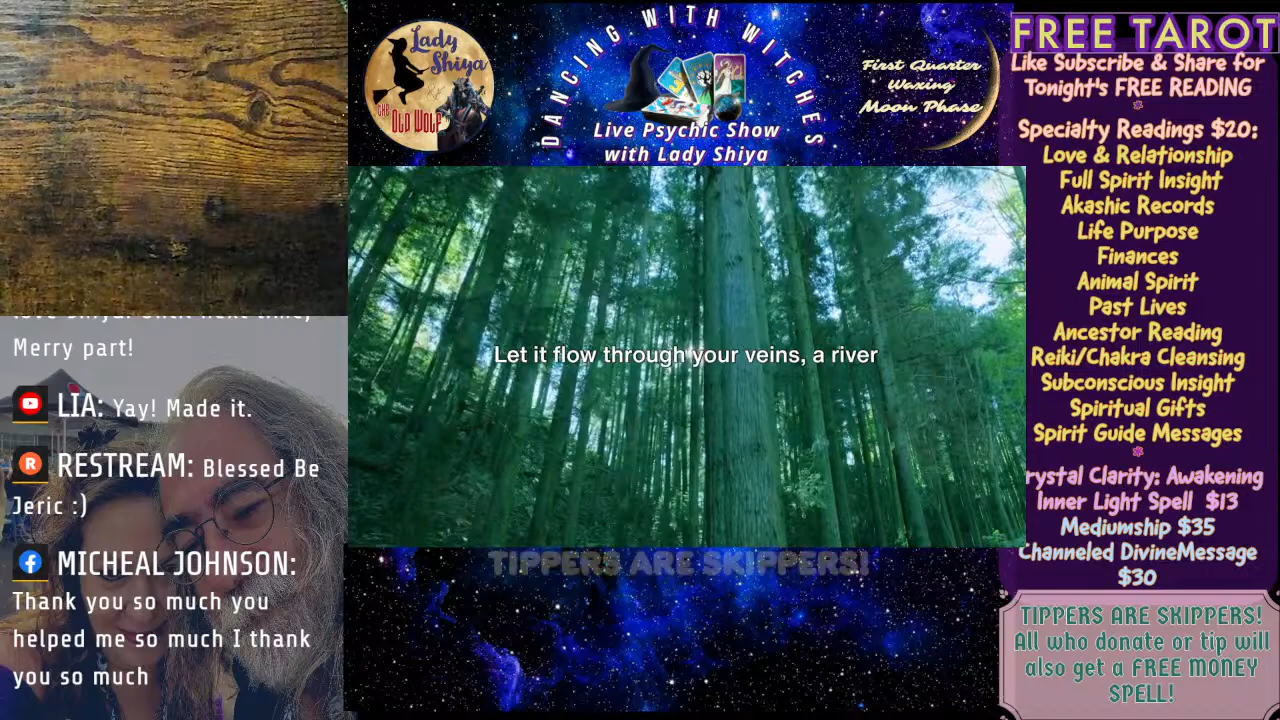 Lady
Shiya
THE OLD WOLF
DANCING WITH WITCHES
Live Psychic Show
with Lady Shiya
First Quarter
Waxing
Moon Phase
FREE TAROT
Like Subscribe & Share for
Tonight's FREE READING
*
Specialty Readings $20:
Love & Relationship
Full Spirit Insight
Akashic Records
Life Purpose
Finances
Animal Spirit
Past Lives
Ancestor Reading
Reiki/Chakra Cleansing
Subconscious Insight
Spiritual Gifts
Spirit Guide Messages
*
rystal Clarity: Awakening
Inner Light Spell $13
Mediumship $35
Channeled DivineMessage
$30
TIPPERS ARE SKIPPERS!
All who donate or tip will
also get a FREE MONEY
SPELL!
Let it flow through your veins, a river
TIPPERS ARE SKIPPERS!
Merry part!
LIA: Yay! Made it.
RESTREAM: Blessed Be
Jeric :)
MICHEAL JOHNSON:
Thank you so much you
helped me so much I thank
you so much